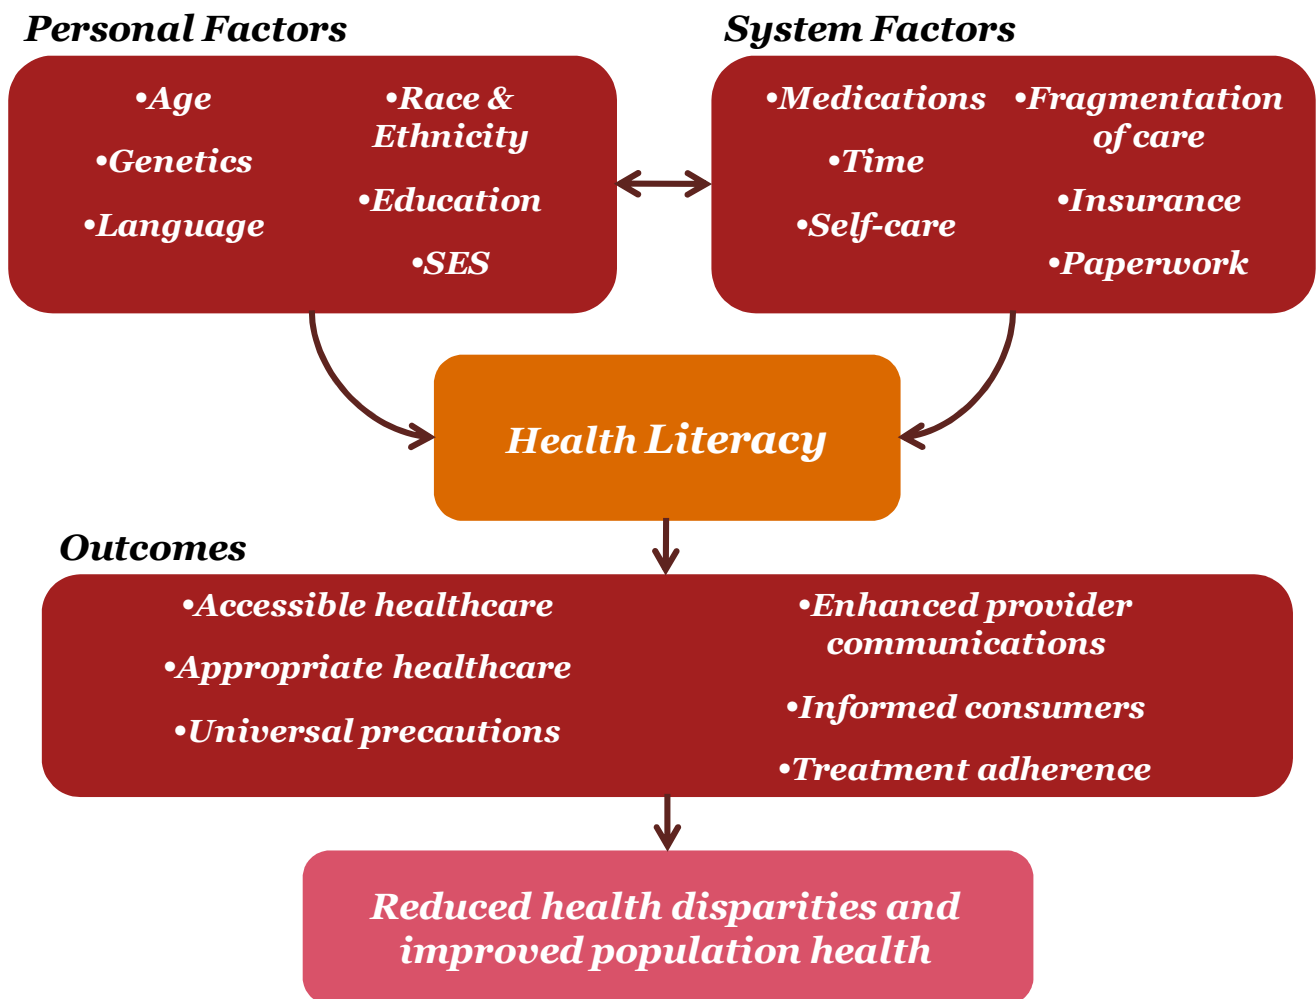 Personal Factors
•Age
•Genetics
•Language
•Race &
Ethnicity
•Education
•SES
System Factors
•Medications
•Time
•Self-care
•Fragmentation
of care
•Insurance
•Paperwork
Health Literacy
Outcomes
•Accessible healthcare
•Appropriate healthcare
•Universal precautions
•Enhanced provider
communications
•Informed consumers
•Treatment adherence
Reduced health disparities and
improved population health